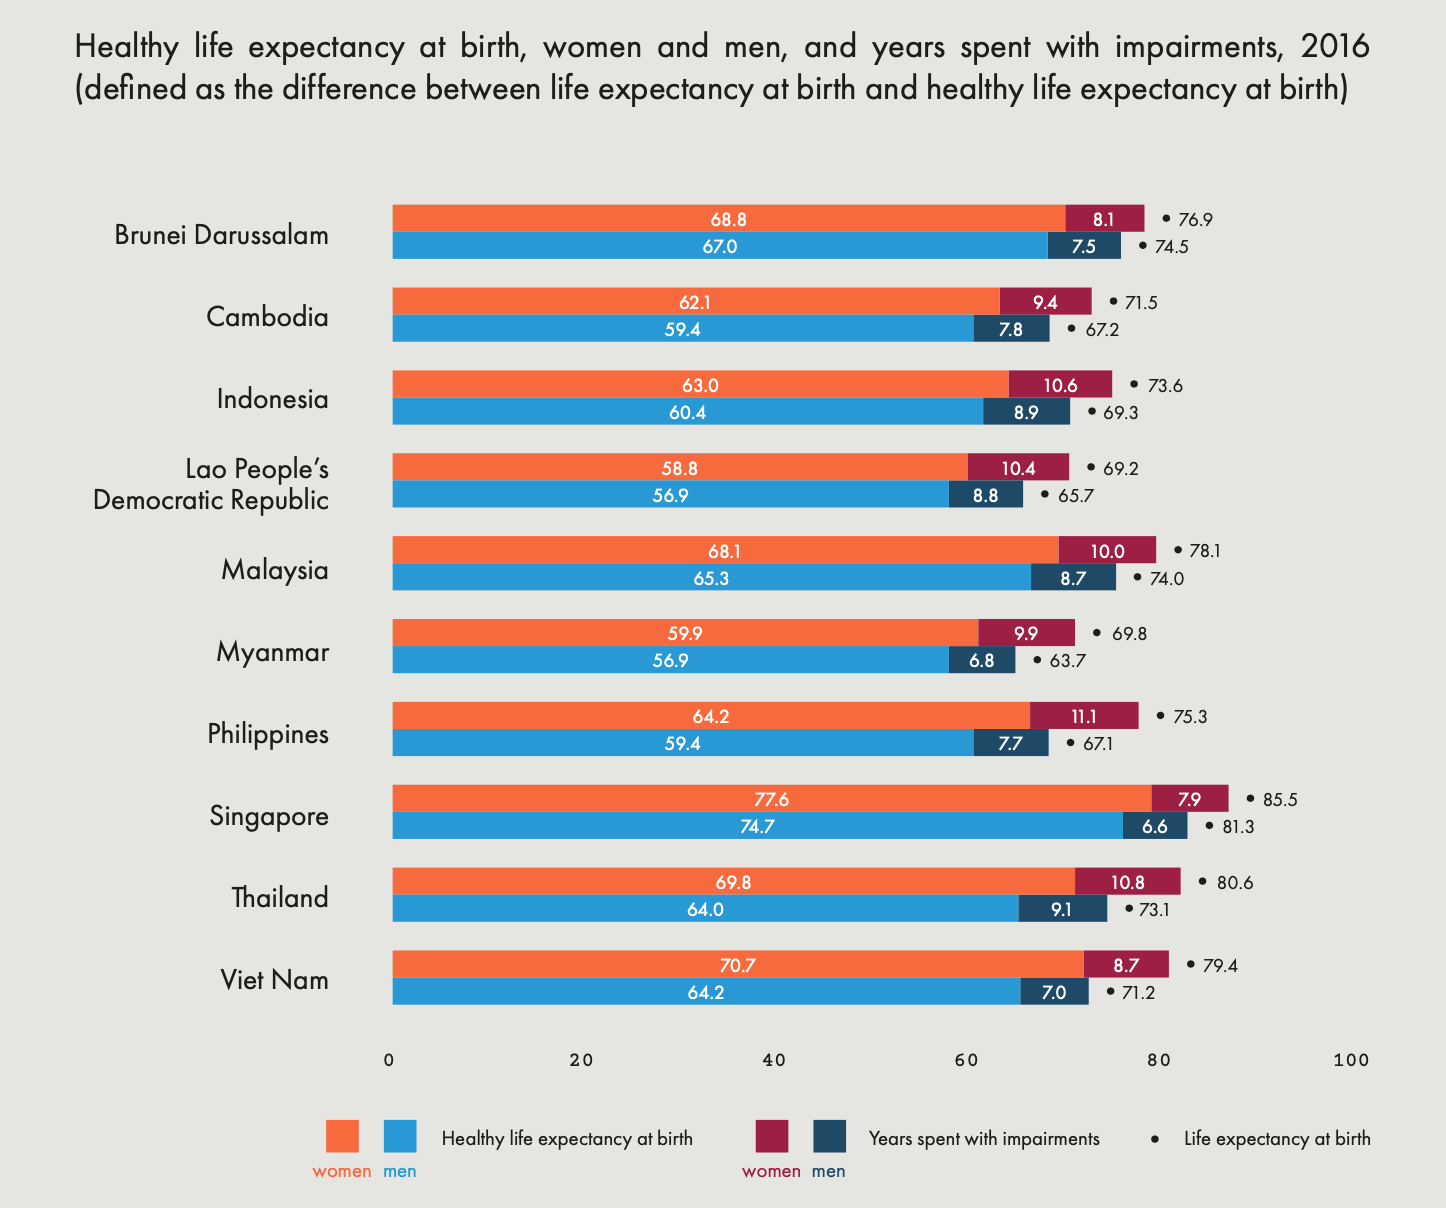 Healthy life expectancy at birth, women and men, and years spent with impairments, 2016
(defined as the difference between life expectancy at birth and healthy life expectancy at birth)
68.8 8.1 76.9
Brunei Darussalam
67.0 7.5 74.5
62.1 9.4 71.5
Cambodia
59.4 7.8 67.2
63.0 10.6 73.6
Indonesia
60.4 8.9 69.3
Lao People’s 58.8 10.4 69.2
Democratic Republic 56.9 8.8 65.7
68.1 10.0 78.1
Malaysia
65.3 8.7 74.0
59.9 9.9 69.8
Myanmar
56.9 6.8 63.7
64.2 11.1 75.3
Philippines
59.4 7.7 67.1
77.6 7.9 85.5
Singapore
74.7 6.6 81.3
69.8 10.8 80.6
Thailand
64.0 9.1 73.1
70.7 8.7 79.4
Viet Nam
64.2 7.0 71.2
0 20 40 60 80 100
Healthy life expectancy at birth Years spent with impairments Life expectancy at birth
women men women men